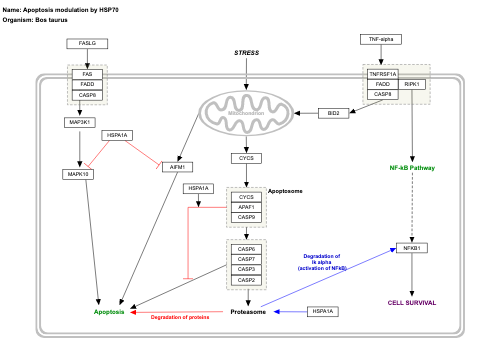 Name: Apoptosis modulation by HSP70
Organism: Bos taurus
FASLG
STRESS
TNF-alpha
FAS
FADD
CASP8
TNFRSF1A
FADD
RIPK1
CASP8
MAP3K1
Mitochondrion
BID2
HSPA1A
MAPK10
AIFM1
CYCS
NF-kB Pathway
HSPA1A
Apoptosome
CYCS
APAF1
CASP9
CASP6
CASP7
CASP3
CASP2
Degradation of
Ik alpha
(activation of NFkB)
NFKB1
CELL SURVIVAL
Apoptosis
Degradation of proteins
Proteasome
HSPA1A